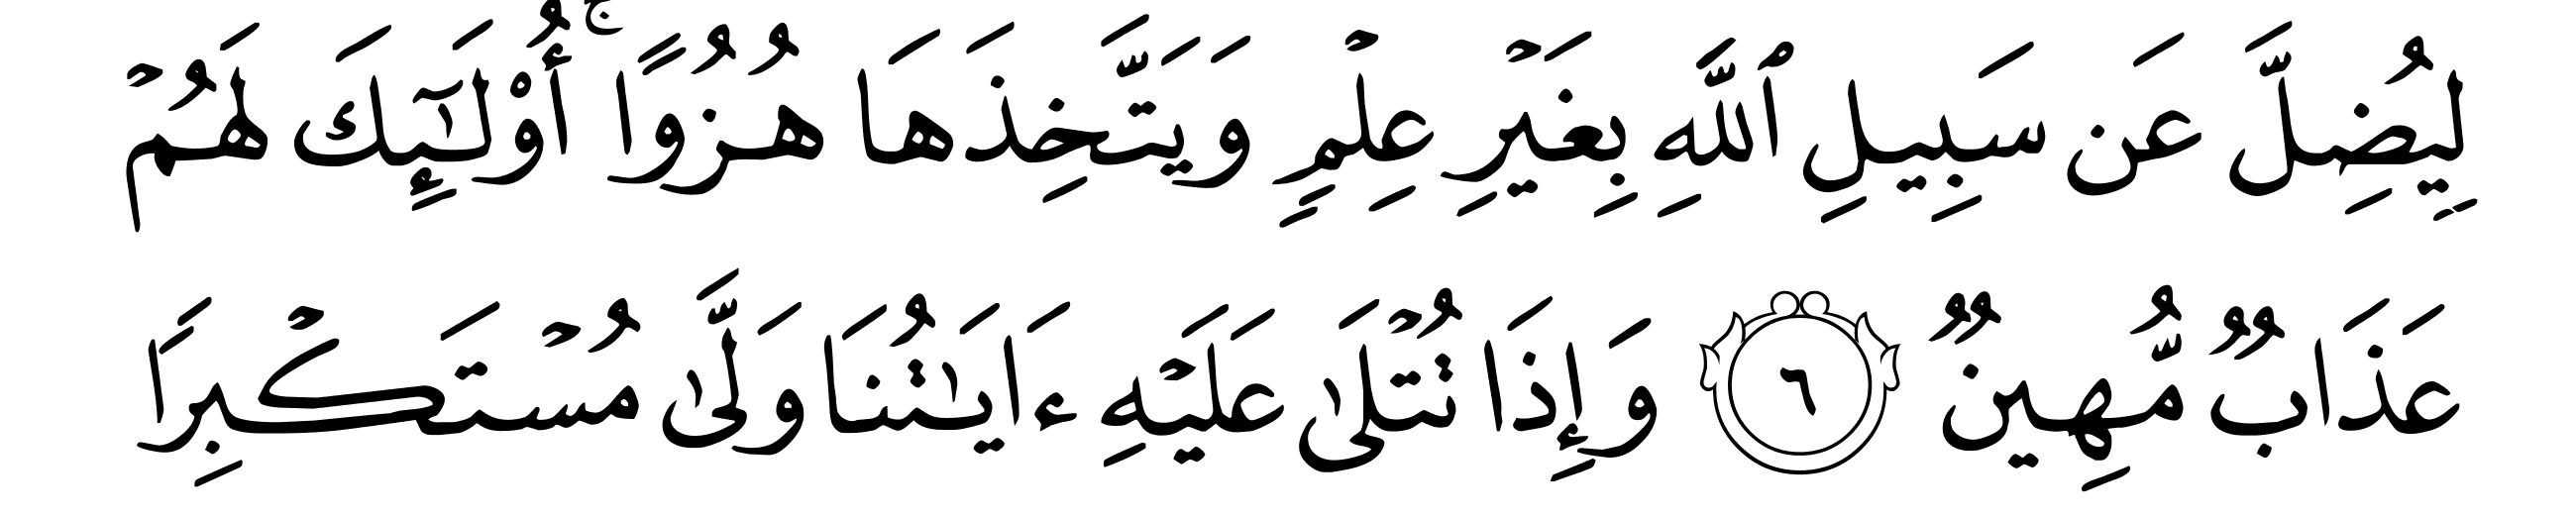 لِيُضِلَّ عَن سَبِيلِ ٱللَّهِ بِغَيْرِ عِلْمٍ وَيَتَّخِذَهَا هُزُوًا ۚ أُو۟لَـٰٓئِكَ لَهُمْ
عَذَابٌ مُّهِينٌ ٦ وَإِذَا تُتْلَىٰ عَلَيْهِ ءَايَـٰتُنَا وَلَّىٰ مُسْتَكْبِرًا